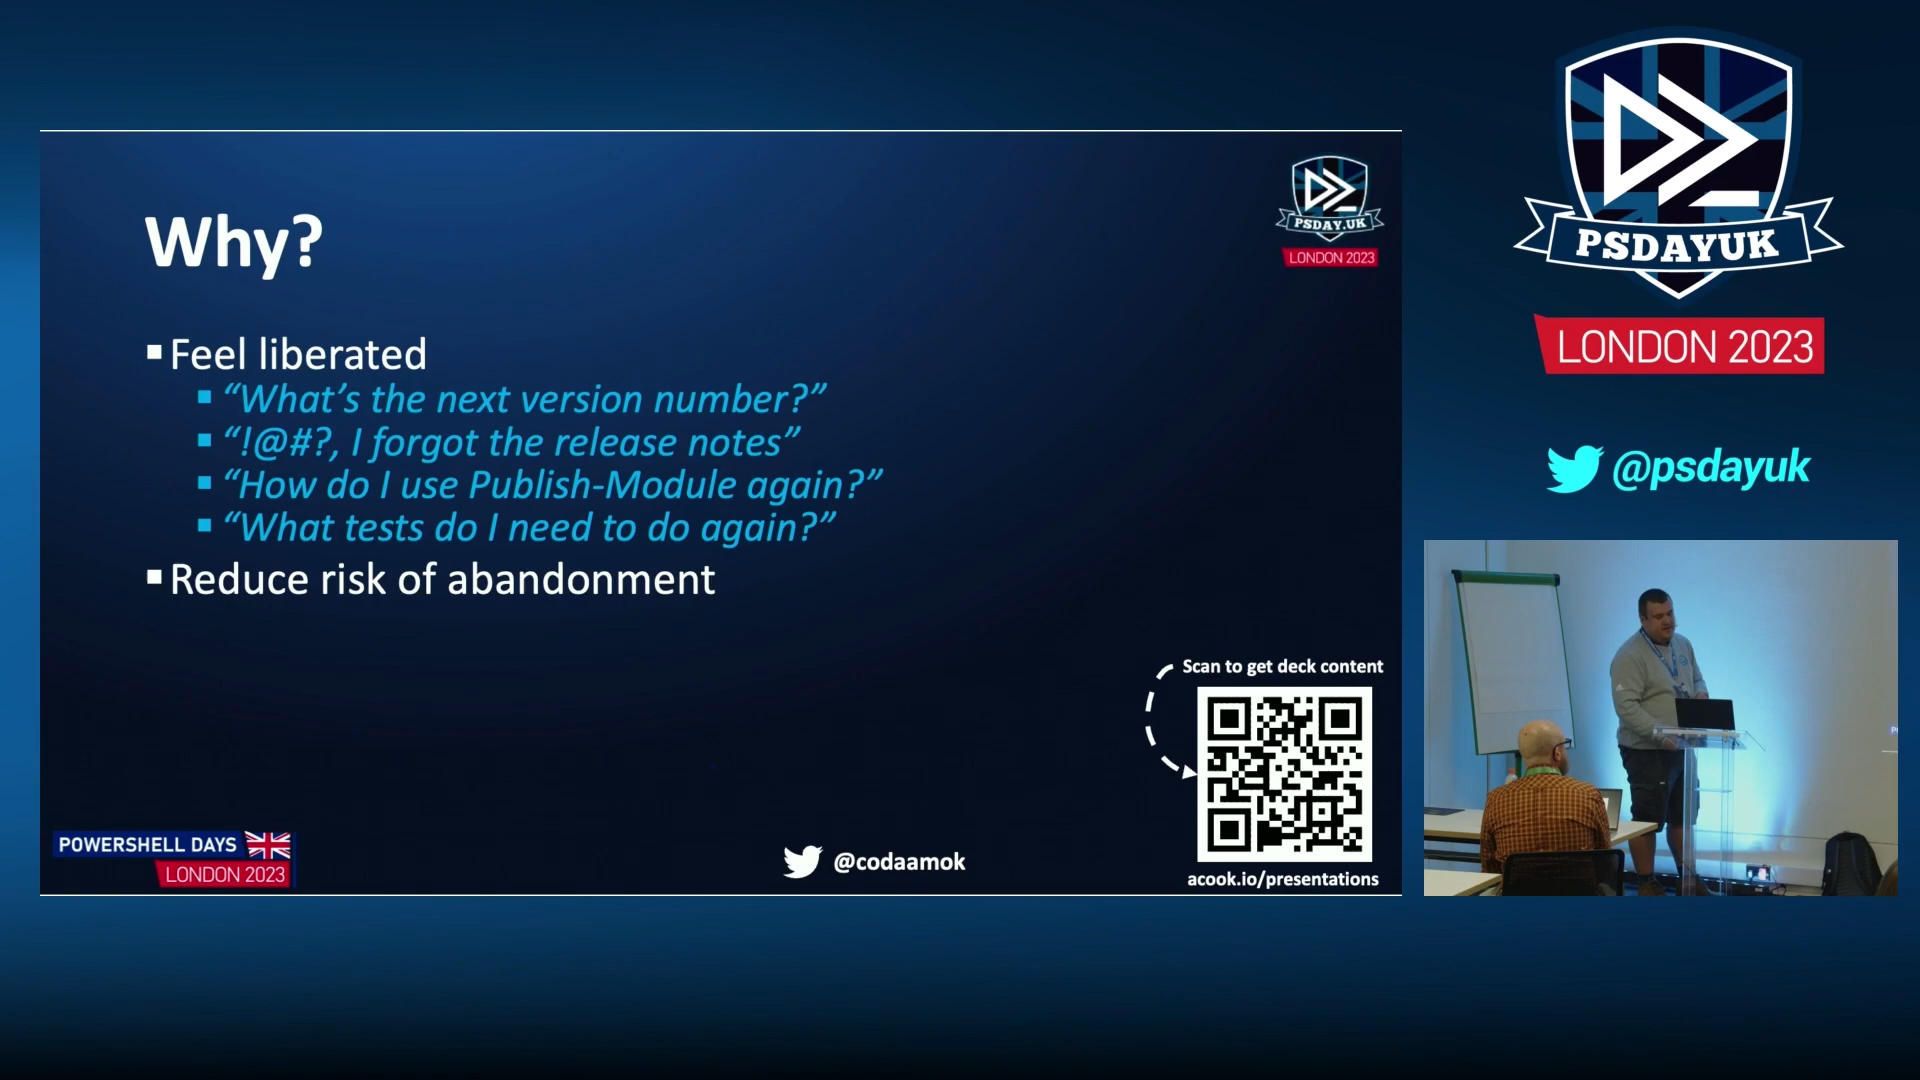 Why?
PSDAY.UK
LONDON 2023
▪ Feel liberated
▪ “What’s the next version number?”
▪ “!@#?, I forgot the release notes”
▪ “How do I use Publish-Module again?”
▪ “What tests do I need to do again?”
▪ Reduce risk of abandonment
Scan to get deck content
acook.io/presentations
@codaamok
POWERSHELL DAYS
LONDON 2023
PSDAYUK
LONDON 2023
@psdayuk